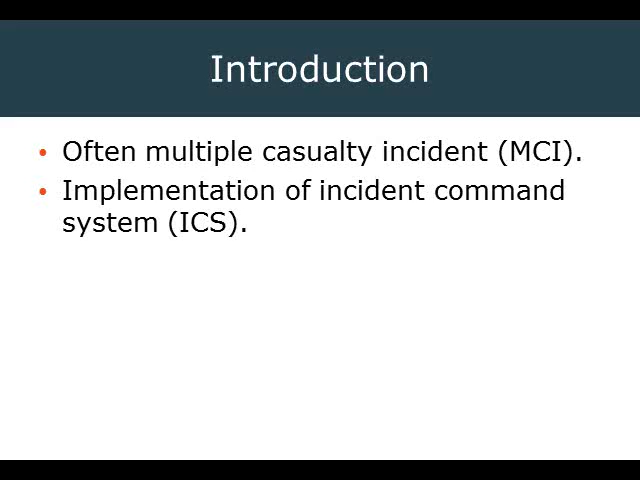 Introduction
• Often multiple casualty incident (MCI).
• Implementation of incident command
system (ICS).